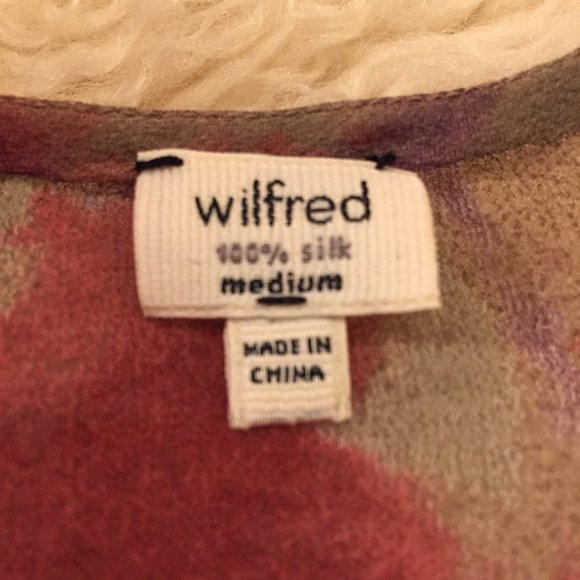 wilfred
100% silk
medium
MADE IN
CHINA